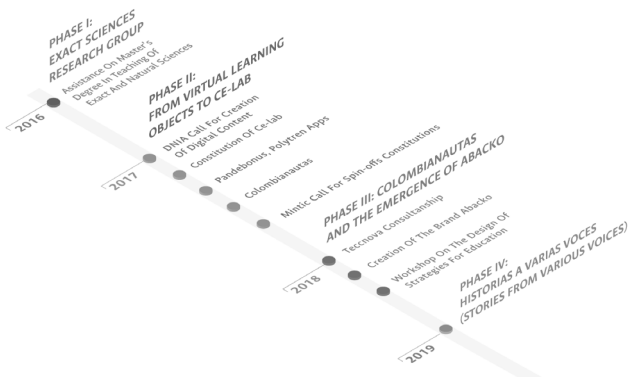 PHASE I:
EXACT SCIENCES
RESEARCH GROUP
Assistance On Master's
Degree In Teaching Of
Exact And Natural Sciences
2016
PHASE II:
FROM VIRTUAL LEARNING
OBJECTS TO CE-LAB
DNIA Call For Creation
Of Digital Content
Constitution Of Ce-lab
Pandebonus, Polytren Apps
Colombianautas
Mintic Call For Spin-offs Constitutions
2017
PHASE III: COLOMBIANAUTAS
AND THE EMERGENCE OF ABACKO
Teccnova Consultanship
Creation Of The Brand Abacko
Workshop On The Design Of
Strategies For Education
2018
PHASE IV:
HISTORIAS A VARIAS VOCES
(STORIES FROM VARIOUS VOICES)
2019